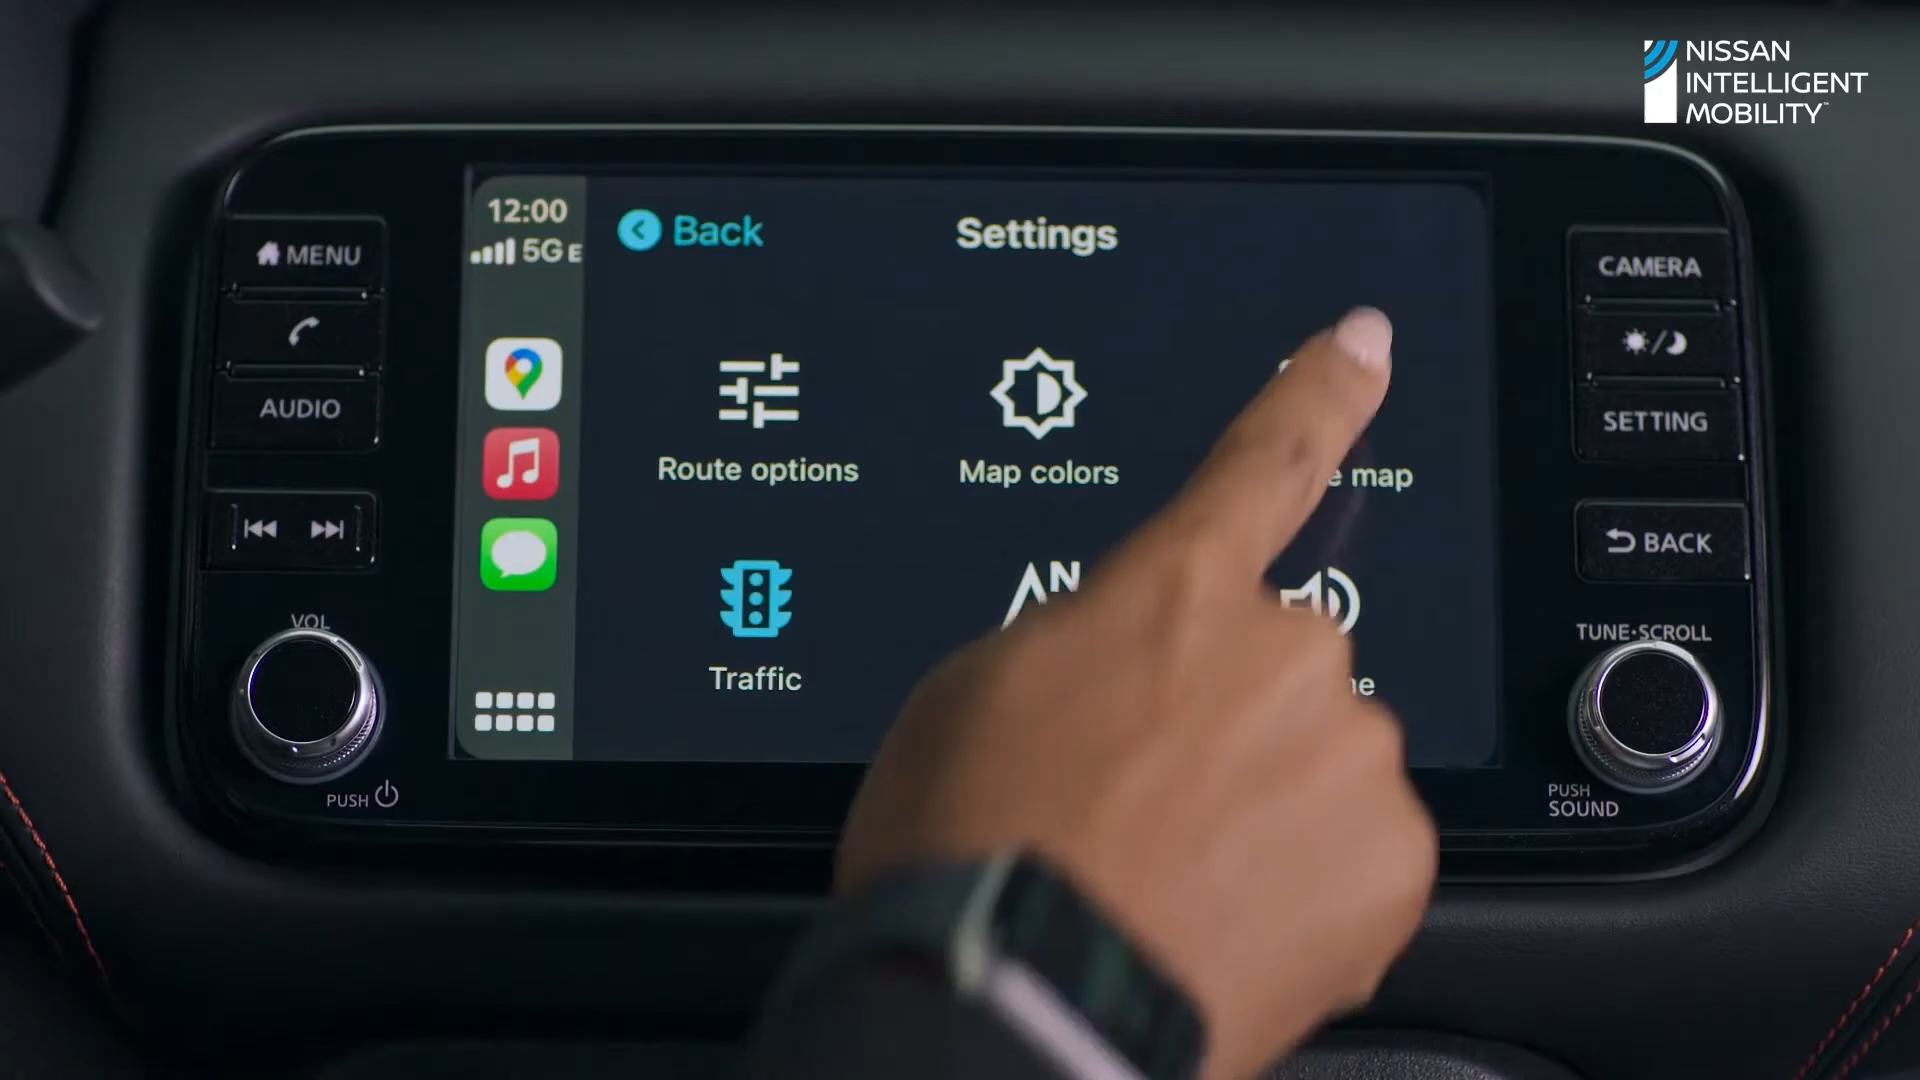 NISSAN
INTELLIGENT
MOBILITY™
MENU
AUDIO
VOL
PUSH
12:00
5G E
Back
Settings
Route options
Map colors
map
Traffic
N
CAMERA
SETTING
BACK
TUNE•SCROLL
PUSH
SOUND